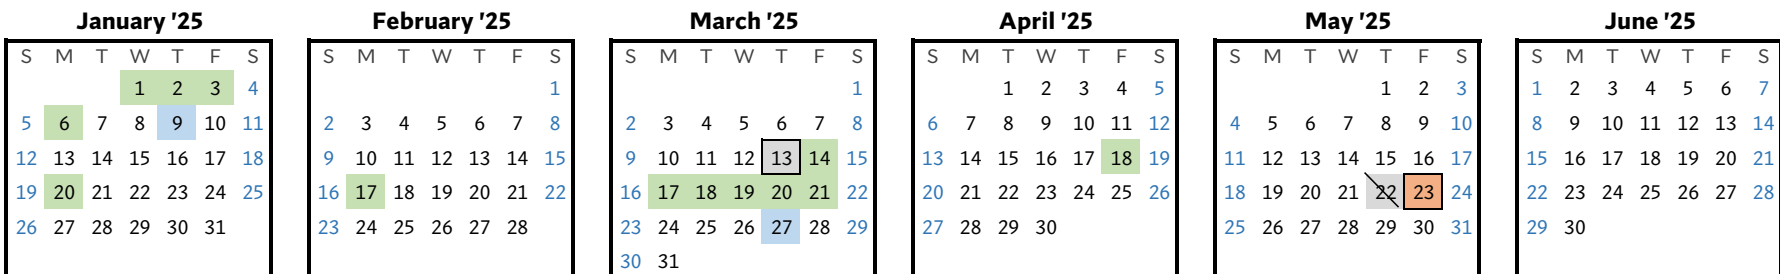 January '25 February '25 March '25 April '25 May '25 June '25
S M T W T F S S M T W T F S S M T W T F S S M T W T F S S M T W T F S S M T W T F S
1 2 3 4 1 1 1 2 3 4 5 1 2 3 1 2 3 4 5 6 7
5 6 7 8 9 10 11 2 3 4 5 6 7 8 2 3 4 5 6 7 8 6 7 8 9 10 11 12 4 5 6 7 8 9 10 8 9 10 11 12 13 14
12 13 14 15 16 17 18 9 10 11 12 13 14 15 9 10 11 12 13 14 15 13 14 15 16 17 18 19 11 12 13 14 15 16 17 15 16 17 18 19 20 21
19 20 21 22 23 24 25 16 17 18 19 20 21 22 16 17 18 19 20 21 22 20 21 22 23 24 25 26 18 19 20 21 22 23 24 22 23 24 25 26 27 28
26 27 28 29 30 31 23 24 25 26 27 28 23 24 25 26 27 28 29 27 28 29 30 25 26 27 28 29 30 31 29 30
30 31